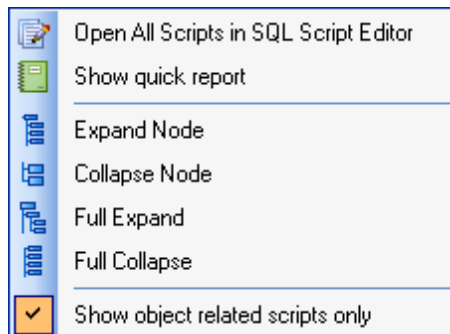 Open All Scripts in SQL Script Editor
Show quick report
Expand Node
Collapse Node
Full Expand
Full Collapse
Show object related scripts only